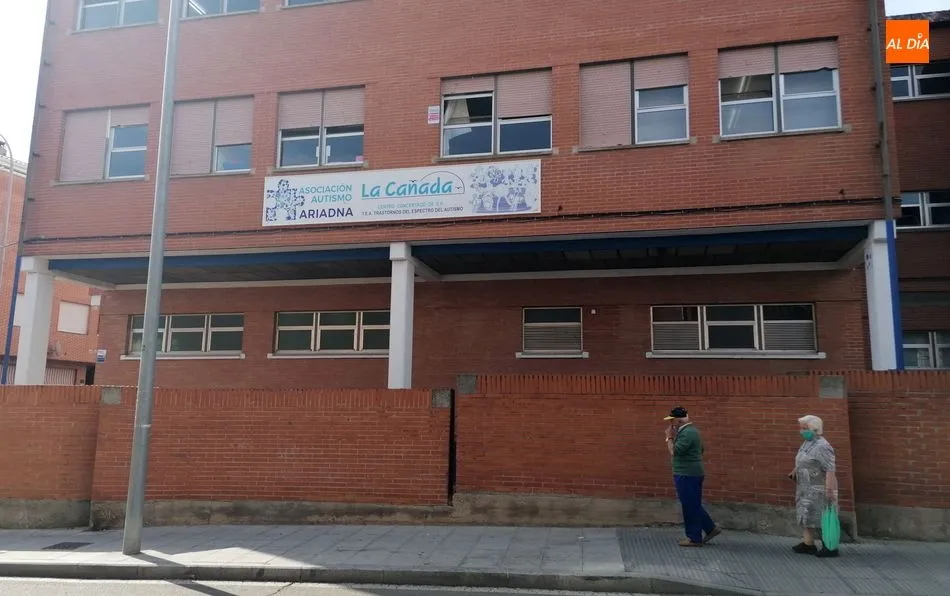 AL DÍA
ASOCIACIÓN
AUTISMO
ARIADNA
La Cañada
CENTRO CONCERTADO DE E.E.
T.E.A. TRASTORNOS DEL ESPECTRO DEL AUTISMO